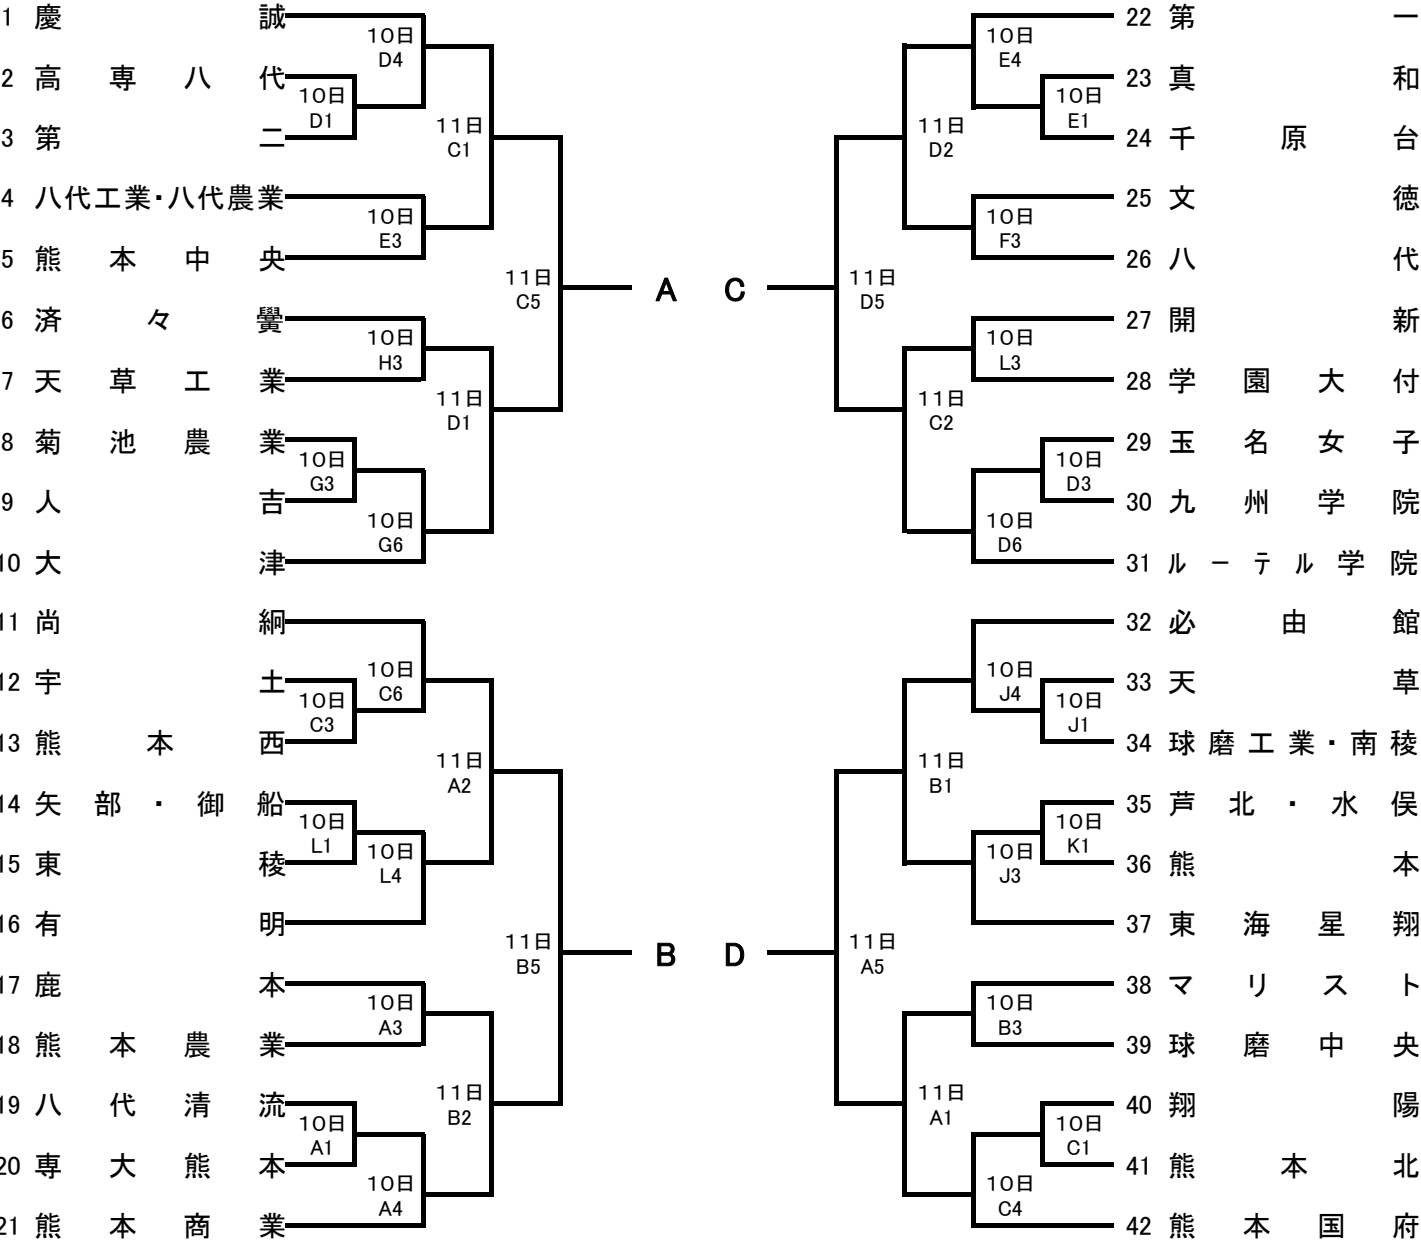 1 慶誠
10日
D4
2 高専八代
10日
D1
3 第二
11日
C1
4 八代工業・八代農業
10日
E3
5 熊本中央
11日
C5
A
6 済々黌
10日
H3
7 天草工業
11日
D1
8 菊池農業
10日
G3
9 人吉
10日
G6
10 大津
11 尚絅
10日
C6
12 宇土
10日
C3
13 熊本西
11日
A2
14 矢部・御船
10日
L1
15 東稜
10日
L4
16 有明
11日
B5
B
17 鹿本
10日
A3
18 熊本農業
11日
B2
19 八代清流
10日
A1
20 専大熊本
10日
A4
21 熊本商業
22 第一
10日
E4
23 真和
10日
E1
24 千原台
11日
D2
25 文徳
10日
F3
26 八代
C
11日
D5
27 開新
10日
L3
28 学園大付
11日
C2
29 玉名女子
10日
D3
30 九州学院
10日
D6
31 ルーテル学院
32 必由館
10日
J4
33 天草
10日
J1
34 球磨工業・南稜
11日
B1
35 芦北・水俣
10日
K1
36 熊本
10日
J3
37 東海星翔
D
11日
A5
38 マリスト
10日
B3
39 球磨中央
11日
A1
40 翔陽
10日
C1
41 熊本北
10日
C4
42 熊本国府